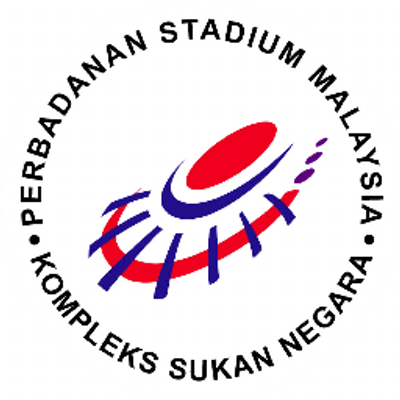 PERBADANAN STADIUM MALAYSIA
• KOMPLEKS SUKAN NEGARA •